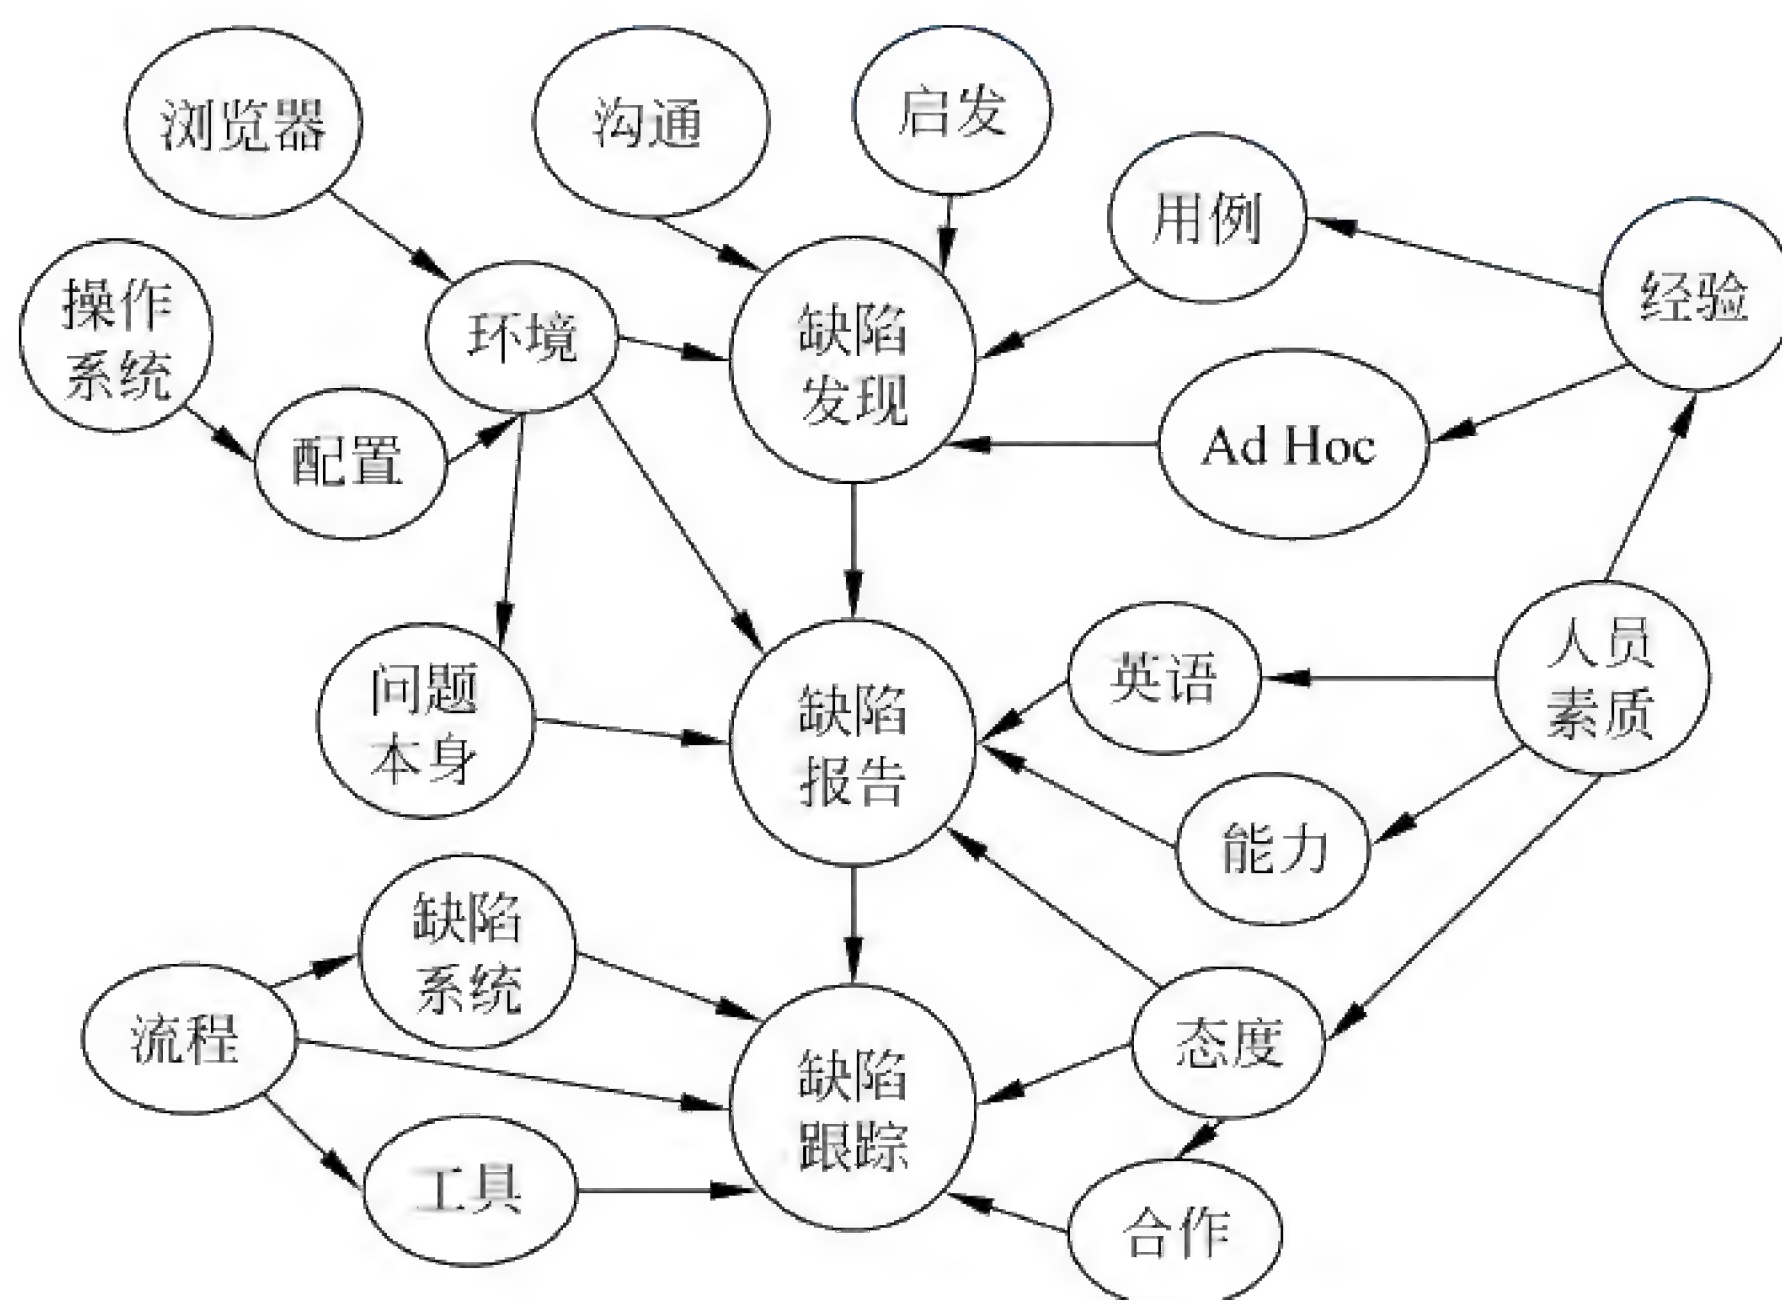 浏览器
沟通
启发
用例
经验
操作
系统
环境
缺陷
发现
配置
Ad Hoc
问题
本身
缺陷
报告
英语
人员
素质
能力
缺陷
系统
流程
缺陷
跟踪
态度
工具
合作